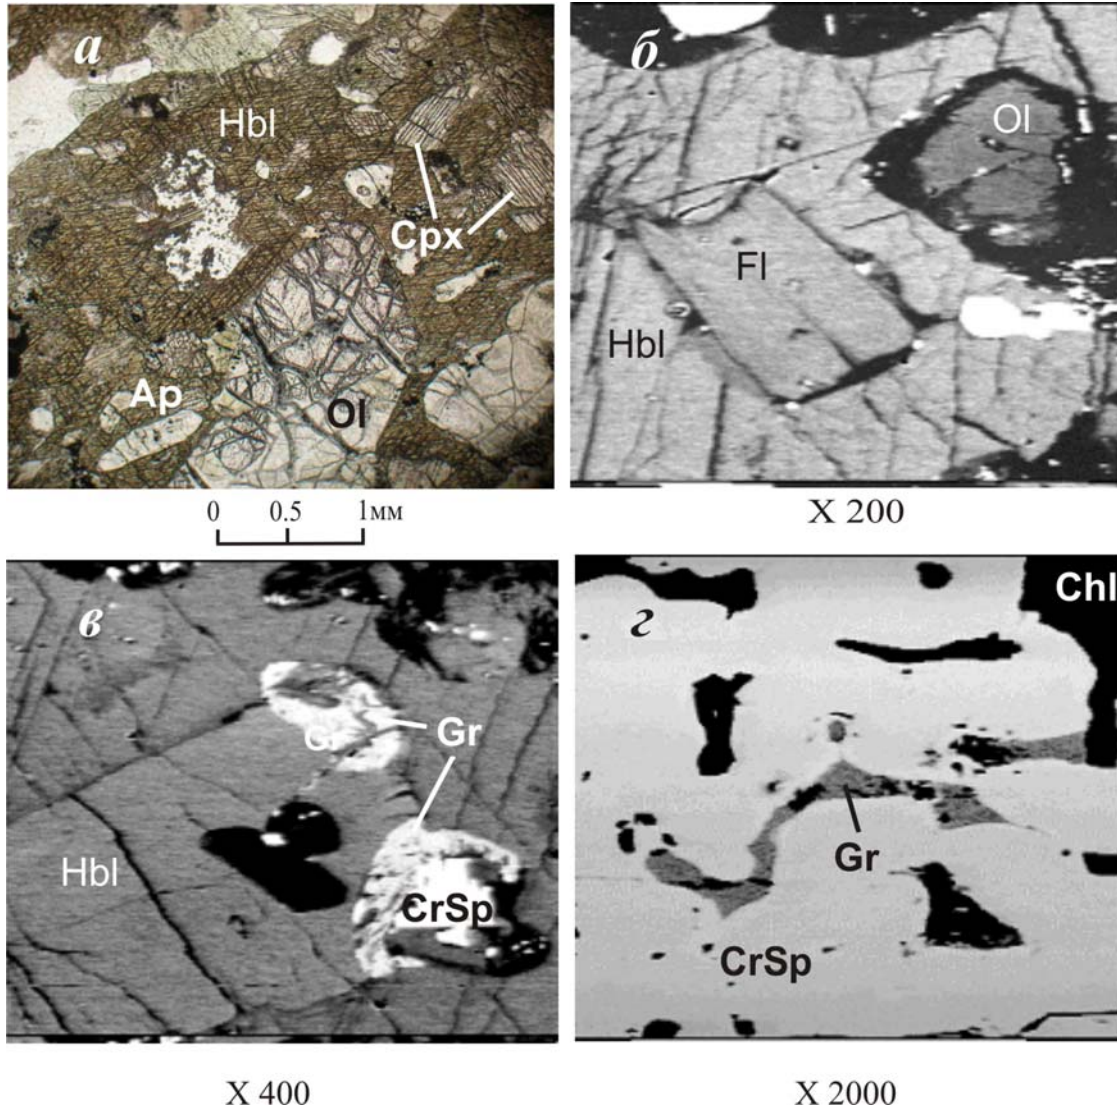 а
Hbl
Cpx
Ap
Ol
0 0.5 1мм
б
Ol
Fl
Hbl
X 200
в
Gr
Hbl
CrSp
X 400
г
Chl
Gr
CrSp
X 2000